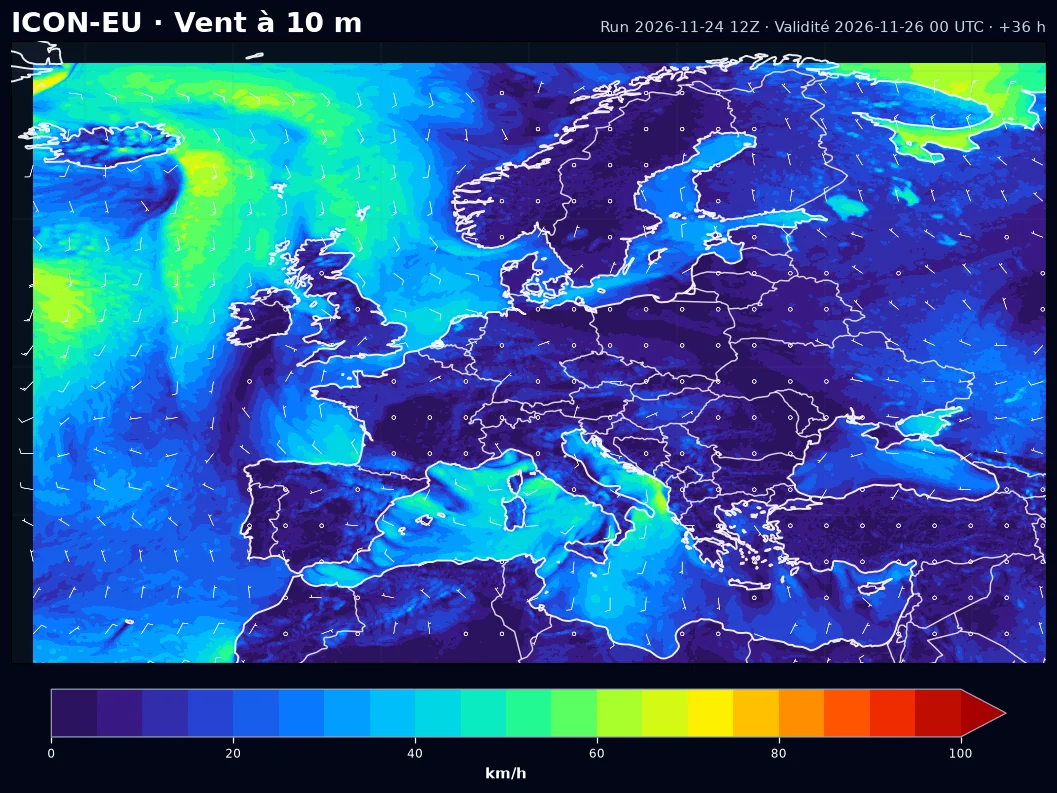 ICON-EU · Vent à 10 m
Run 2026-11-24 12Z · Validité 2026-11-26 00 UTC · +36 h
0 20 40 60 80 100
km/h